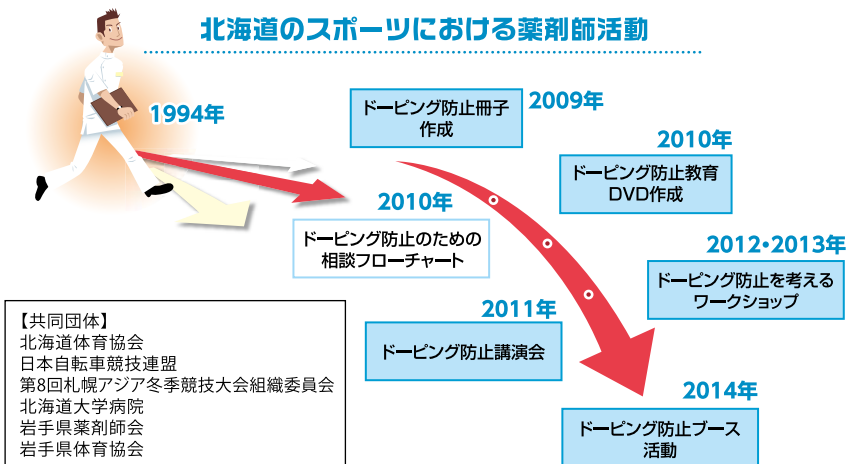 北海道のスポーツにおける薬剤師活動
1994年
2009年
ドーピング防止冊子
作成
2010年
ドーピング防止教育
DVD作成
2010年
ドーピング防止のための
相談フローチャート
2012・2013年
ドーピング防止を考える
ワークショップ
2011年
ドーピング防止講演会
2014年
ドーピング防止ブース
活動
【共同団体】
北海道体育協会
日本自転車競技連盟
第8回札幌アジア冬季競技大会組織委員会
北海道大学病院
岩手県薬剤師会
岩手県体育協会